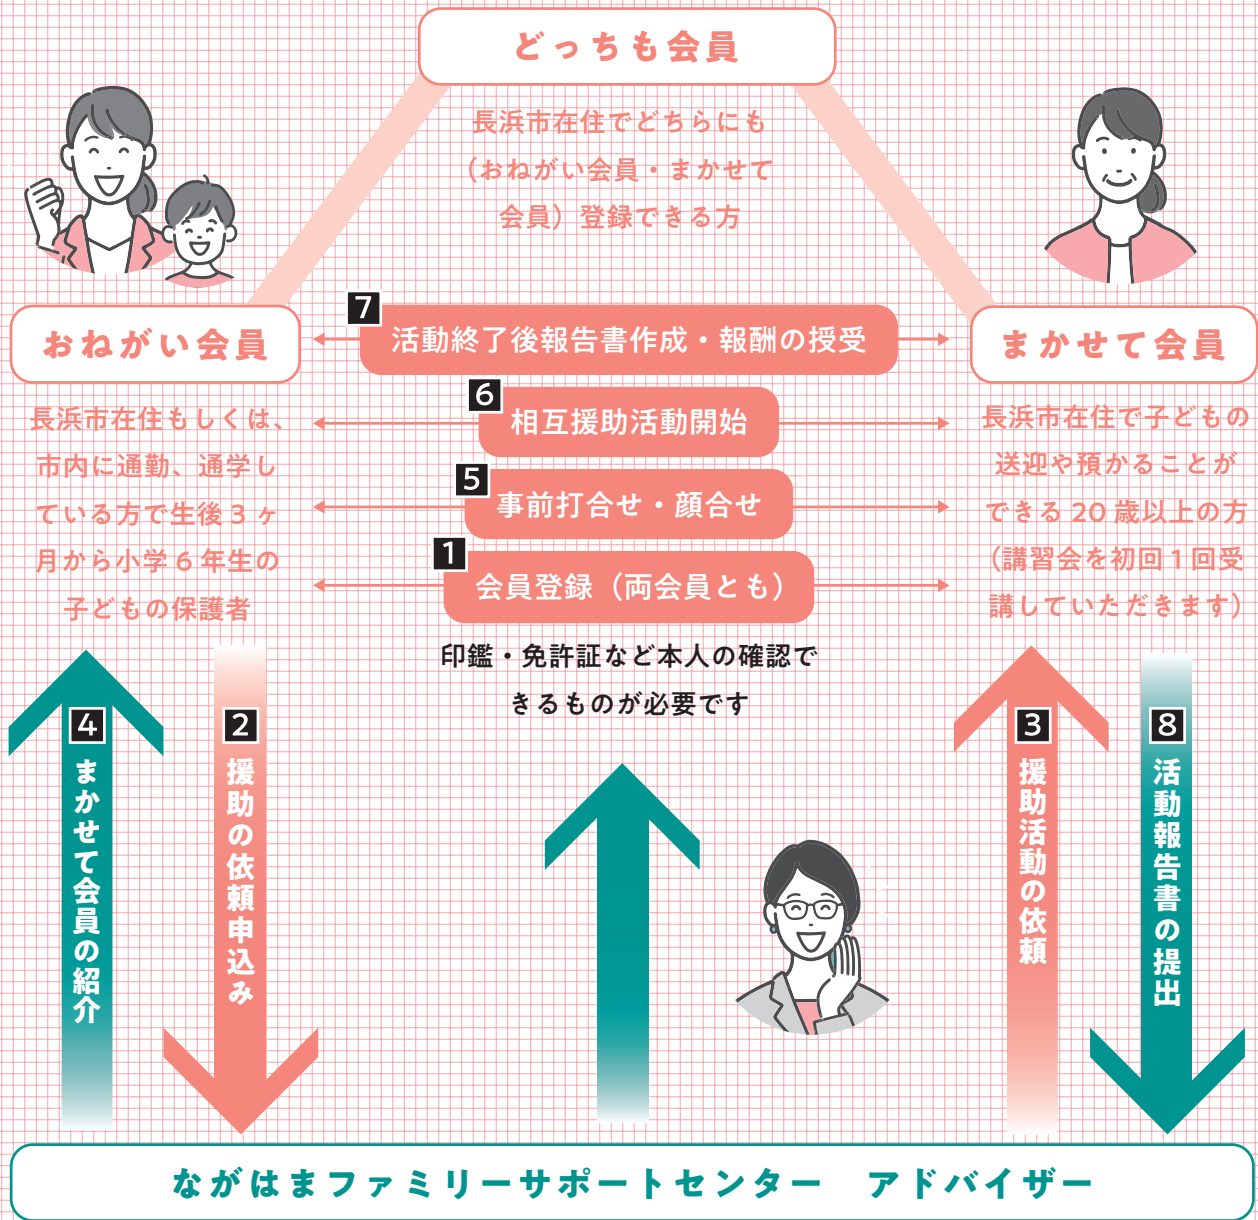 どっちも会員
長浜市在住でどちらにも
（おねがい会員・まかせて
会員）登録できる方
おねがい会員
長浜市在住もしくは、
市内に通勤、通学し
ている方で生後３ヶ
月から小学６年生の
子どもの保護者
7
活動終了後報告書作成・報酬の授受
6
相互援助活動開始
5
事前打合せ・顔合せ
1
会員登録（両会員とも）
印鑑・免許証など本人の確認で
きるものが必要です
まかせて会員
長浜市在住で子どもの
送迎や預かることが
できる 20 歳以上の方
（講習会を初回１回受
講していただきます）
4
まかせて会員の紹介
2
援助の依頼申込み
3
援助活動の依頼
8
活動報告書の提出
ながはまファミリーサポートセンター　アドバイザー